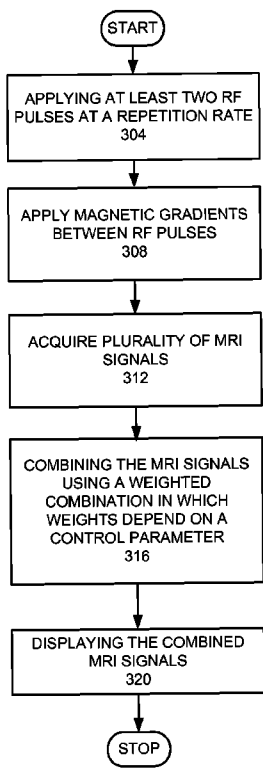 START
APPLYING AT LEAST TWO RF
PULSES AT A REPETITION RATE
304
APPLY MAGNETIC GRADIENTS
BETWEEN RF PULSES
308
ACQUIRE PLURALITY OF MRI
SIGNALS
312
COMBINING THE MRI SIGNALS
USING A WEIGHTED
COMBINATION IN WHICH
WEIGHTS DEPEND ON A
CONTROL PARAMETER
316
DISPLAYING THE COMBINED
MRI SIGNALS
320
STOP